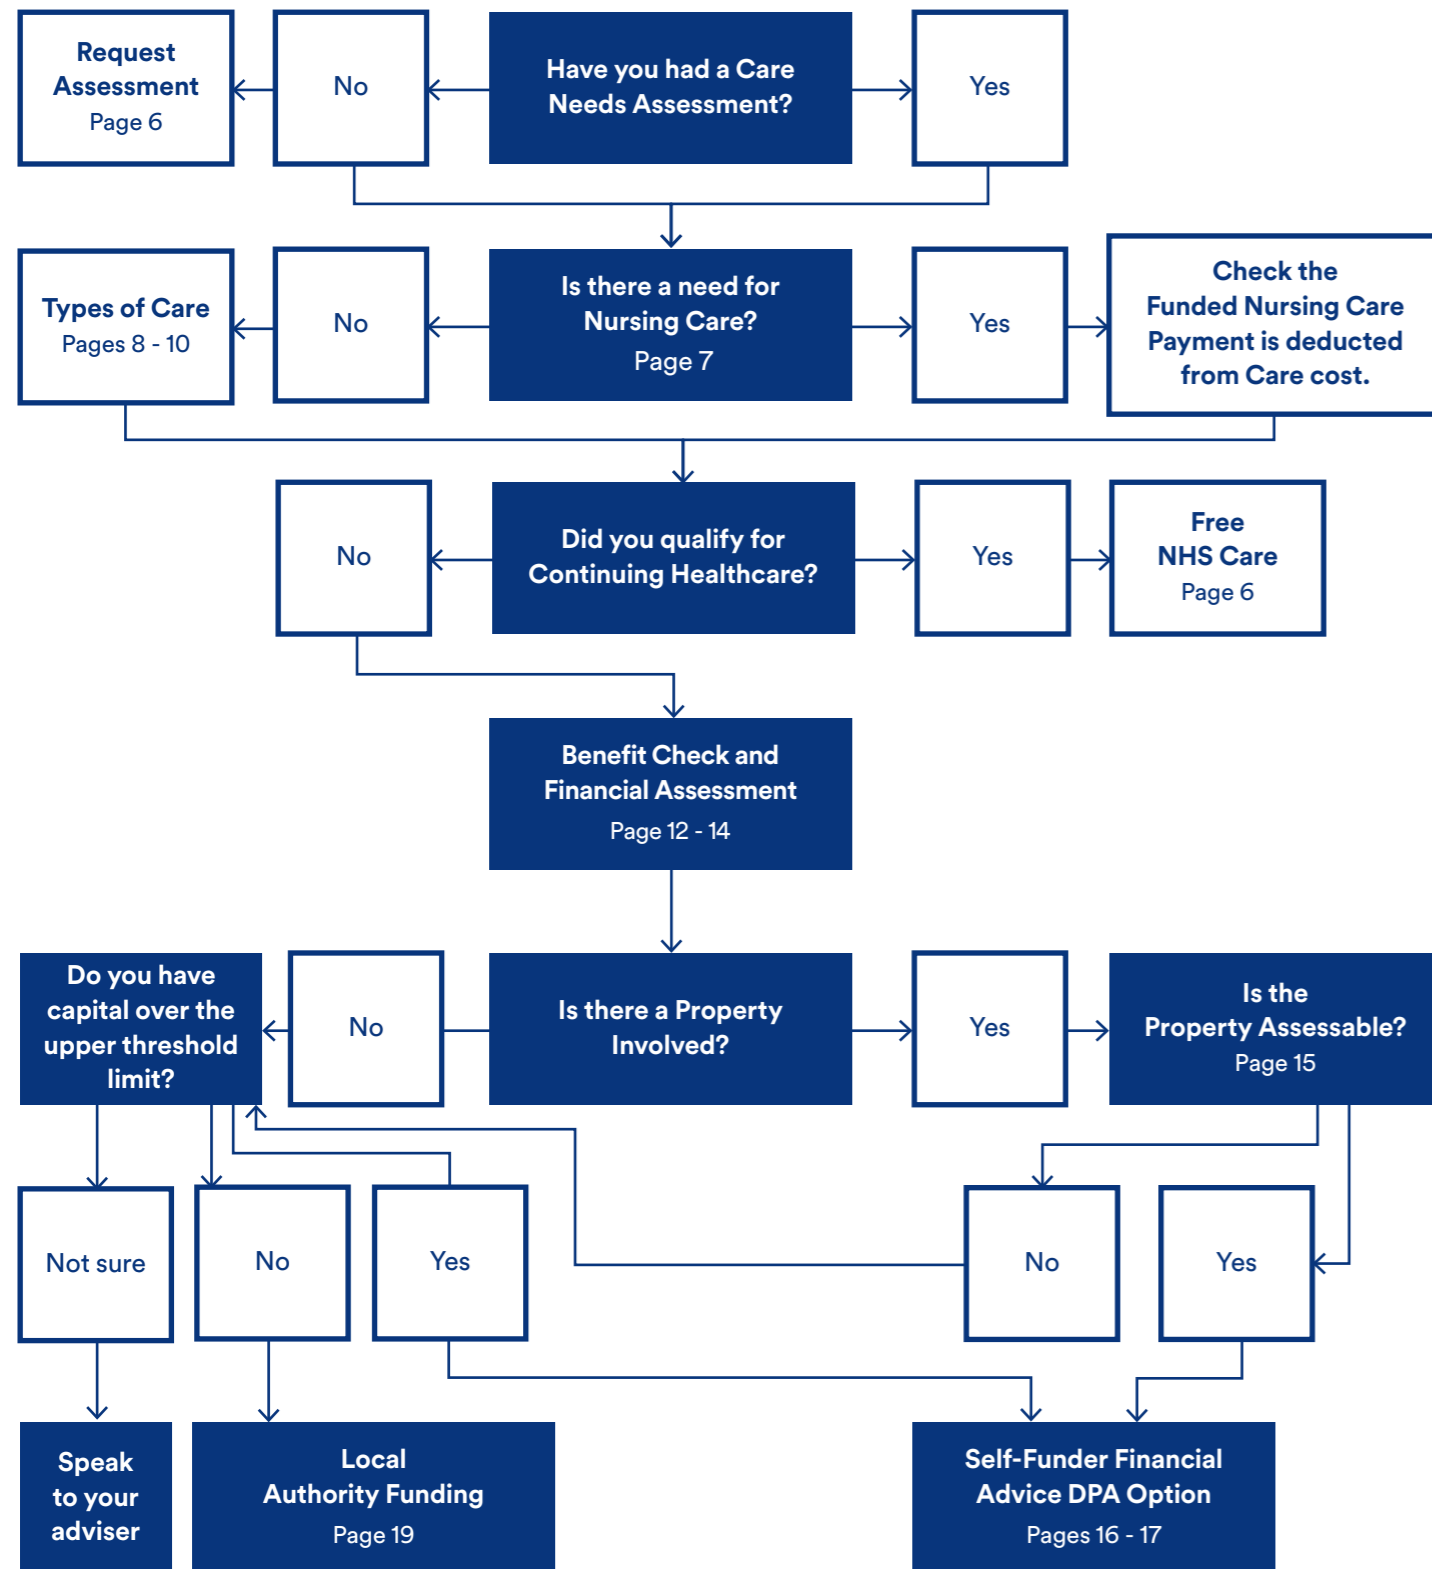 Request
Assessment
Page 6
No
Have you had a Care
Needs Assessment?
Yes
Types of Care
Pages 8 - 10
No
Is there a need for
Nursing Care?
Page 7
Yes
Check the
Funded Nursing Care
Payment is deducted
from Care cost.
No
Did you qualify for
Continuing Healthcare?
Yes
Free
NHS Care
Page 6
Benefit Check and
Financial Assessment
Page 12 - 14
Do you have
capital over the
upper threshold
limit?
No
Is there a Property
Involved?
Yes
Is the
Property Assessable?
Page 15
Not sure
No
Yes
No
Yes
Speak
to your
adviser
Local
Authority Funding
Page 19
Self-Funder Financial
Advice DPA Option
Pages 16 - 17